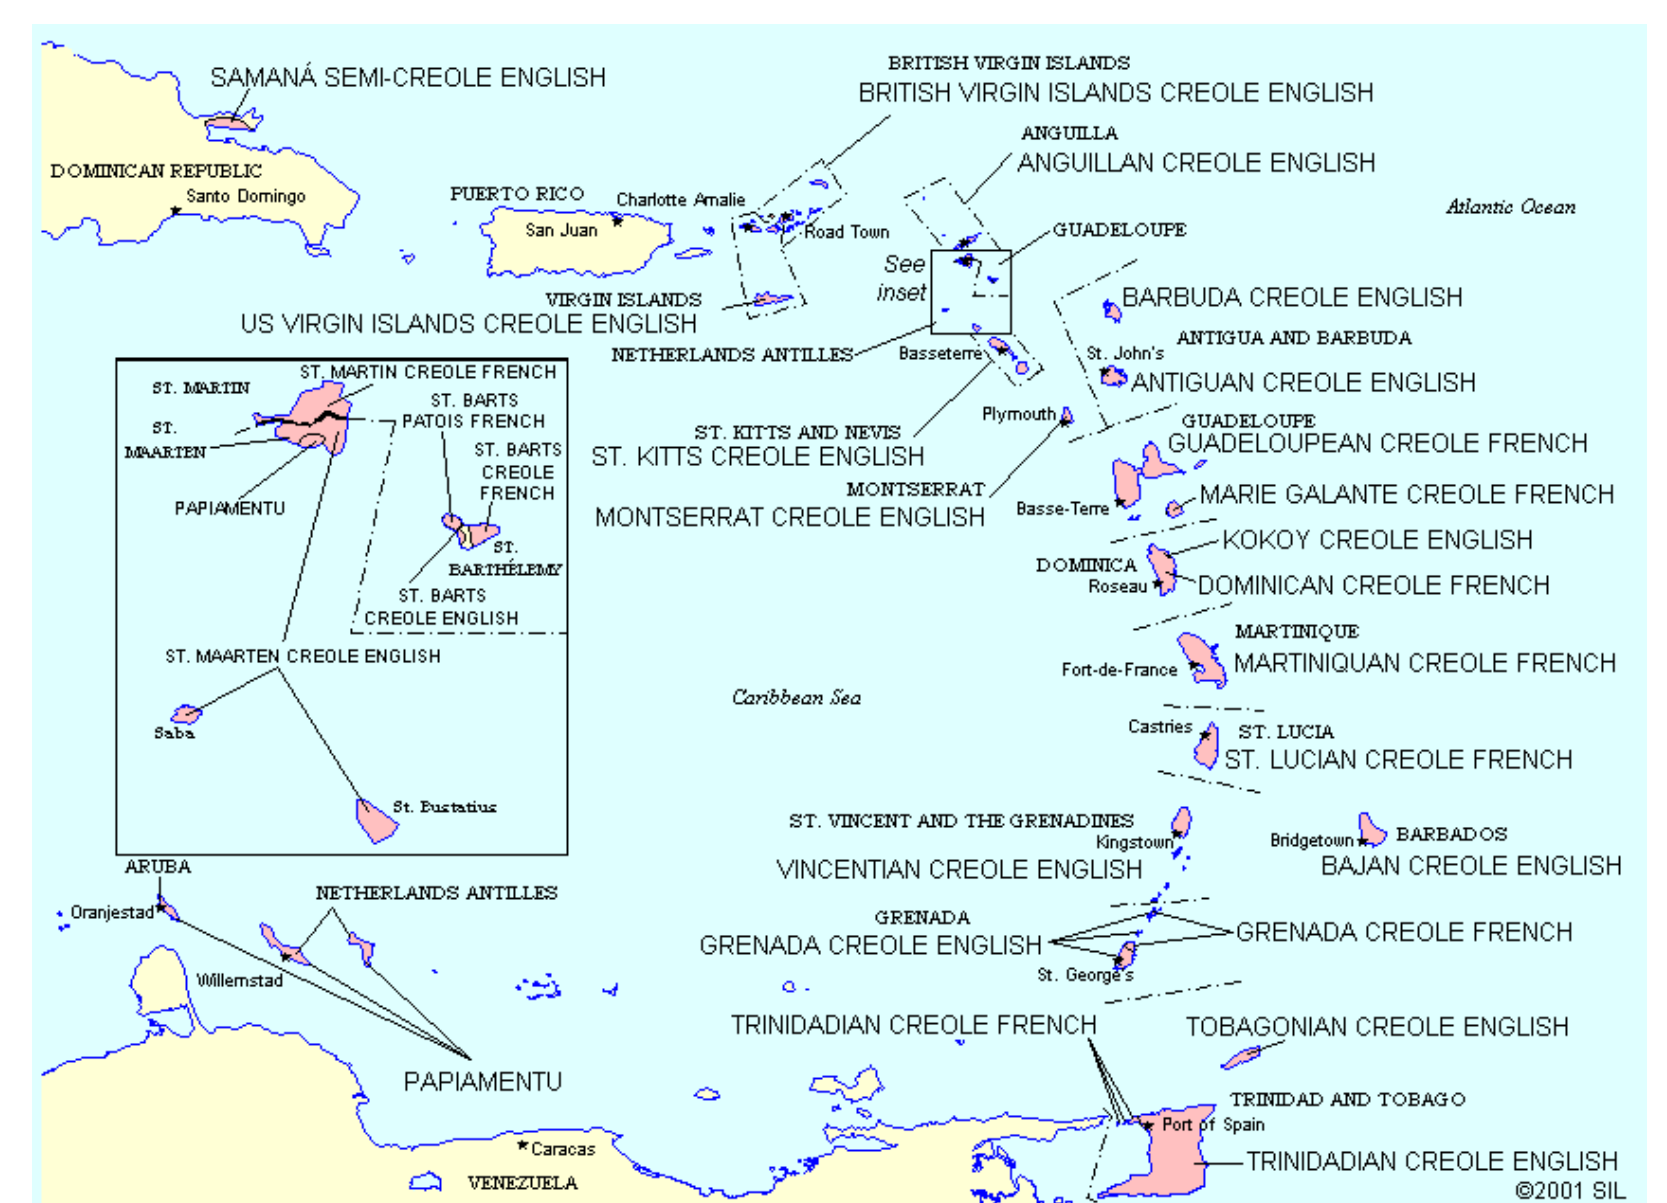 SAMANÁ SEMI-CREOLE ENGLISH
BRITISH VIRGIN ISLANDS
BRITISH VIRGIN ISLANDS CREOLE ENGLISH
ANGUILLA
ANGUILLAN CREOLE ENGLISH
DOMINICAN REPUBLIC
Santo Domingo
PUERTO RICO
Charlotte Amalie
San Juan
Road Town
Atlantic Ocean
GUADELOUPE
See
inset
VIRGIN ISLANDS
US VIRGIN ISLANDS CREOLE ENGLISH
BARBUDA CREOLE ENGLISH
ANTIGUA AND BARBUDA
NETHERLANDS ANTILLES
Basseterre
St. John's
ANTIGUAN CREOLE ENGLISH
ST. MARTIN CREOLE FRENCH
ST. MARTIN
ST. BARTS
PATOIS FRENCH
ST.
MAARTEN
ST. BARTS
CREOLE
FRENCH
PAPIAMENTU
ST.
BARTHÉLEMY
ST. BARTS
CREOLE ENGLISH
ST. MAARTEN CREOLE ENGLISH
Saba
St. Eustatius
Plymouth
ST. KITTS AND NEVIS
ST. KITTS CREOLE ENGLISH
GUADELOUPE
GUADELOUPEAN CREOLE FRENCH
MONTSERRAT
MONTSERRAT CREOLE ENGLISH
Basse-Terre
MARIE GALANTE CREOLE FRENCH
KOKOY CREOLE ENGLISH
DOMINICA
Roseau
DOMINICAN CREOLE FRENCH
MARTINIQUE
Fort-de-France
MARTINIQUAN CREOLE FRENCH
Caribbean Sea
Castries
ST. LUCIA
ST. LUCIAN CREOLE FRENCH
ST. VINCENT AND THE GRENADINES
Kingstown
VINCENTIAN CREOLE ENGLISH
Bridgetown
BARBADOS
BAJAN CREOLE ENGLISH
ARUBA
Oranjestad
NETHERLANDS ANTILLES
Willemstad
GRENADA
GRENADA CREOLE ENGLISH
GRENADA CREOLE FRENCH
St. George's
TRINIDADIAN CREOLE FRENCH
TOBAGONIAN CREOLE ENGLISH
PAPIAMENTU
TRINIDAD AND TOBAGO
Port of Spain
Caracas
VENEZUELA
TRINIDADIAN CREOLE ENGLISH
©2001 SIL